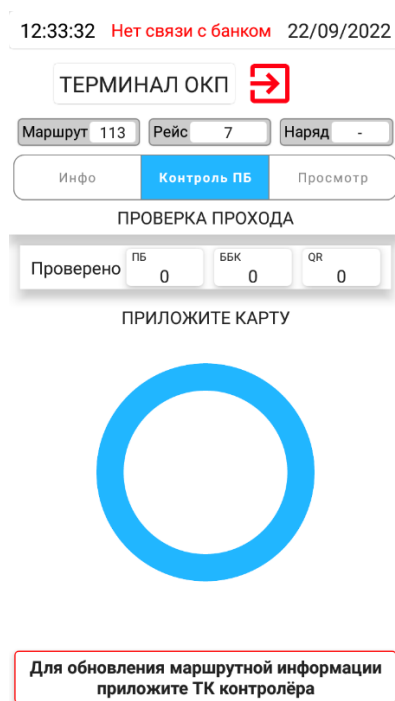 12:33:32 Нет связи с банком 22/09/2022
ТЕРМИНАЛ ОКП
Маршрут 113 Рейс 7 Наряд -
Инфо Контроль ПБ Просмотр
ПРОВЕРКА ПРОХОДА
Проверено ПБ 0 ББК 0 QR 0
ПРИЛОЖИТЕ КАРТУ
Для обновления маршрутной информации
приложите ТК контролёра